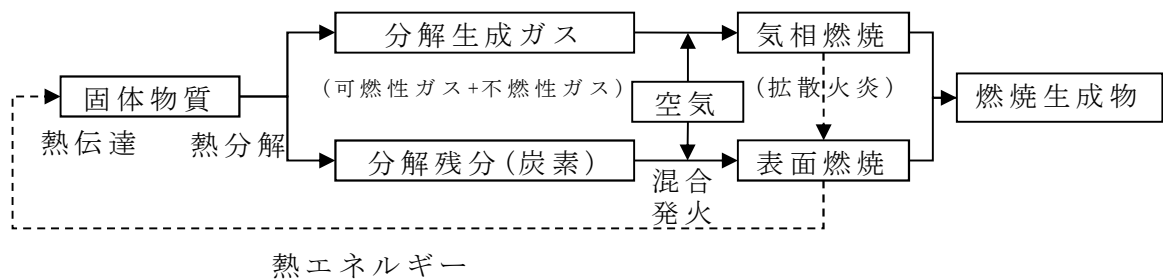 分解生成ガス
気相燃焼
(可燃性ガス+不燃性ガス)
(拡散火炎)
固体物質
空気
燃焼生成物
熱伝達
熱分解
分解残分(炭素)
表面燃焼
混合
発火
熱エネルギー